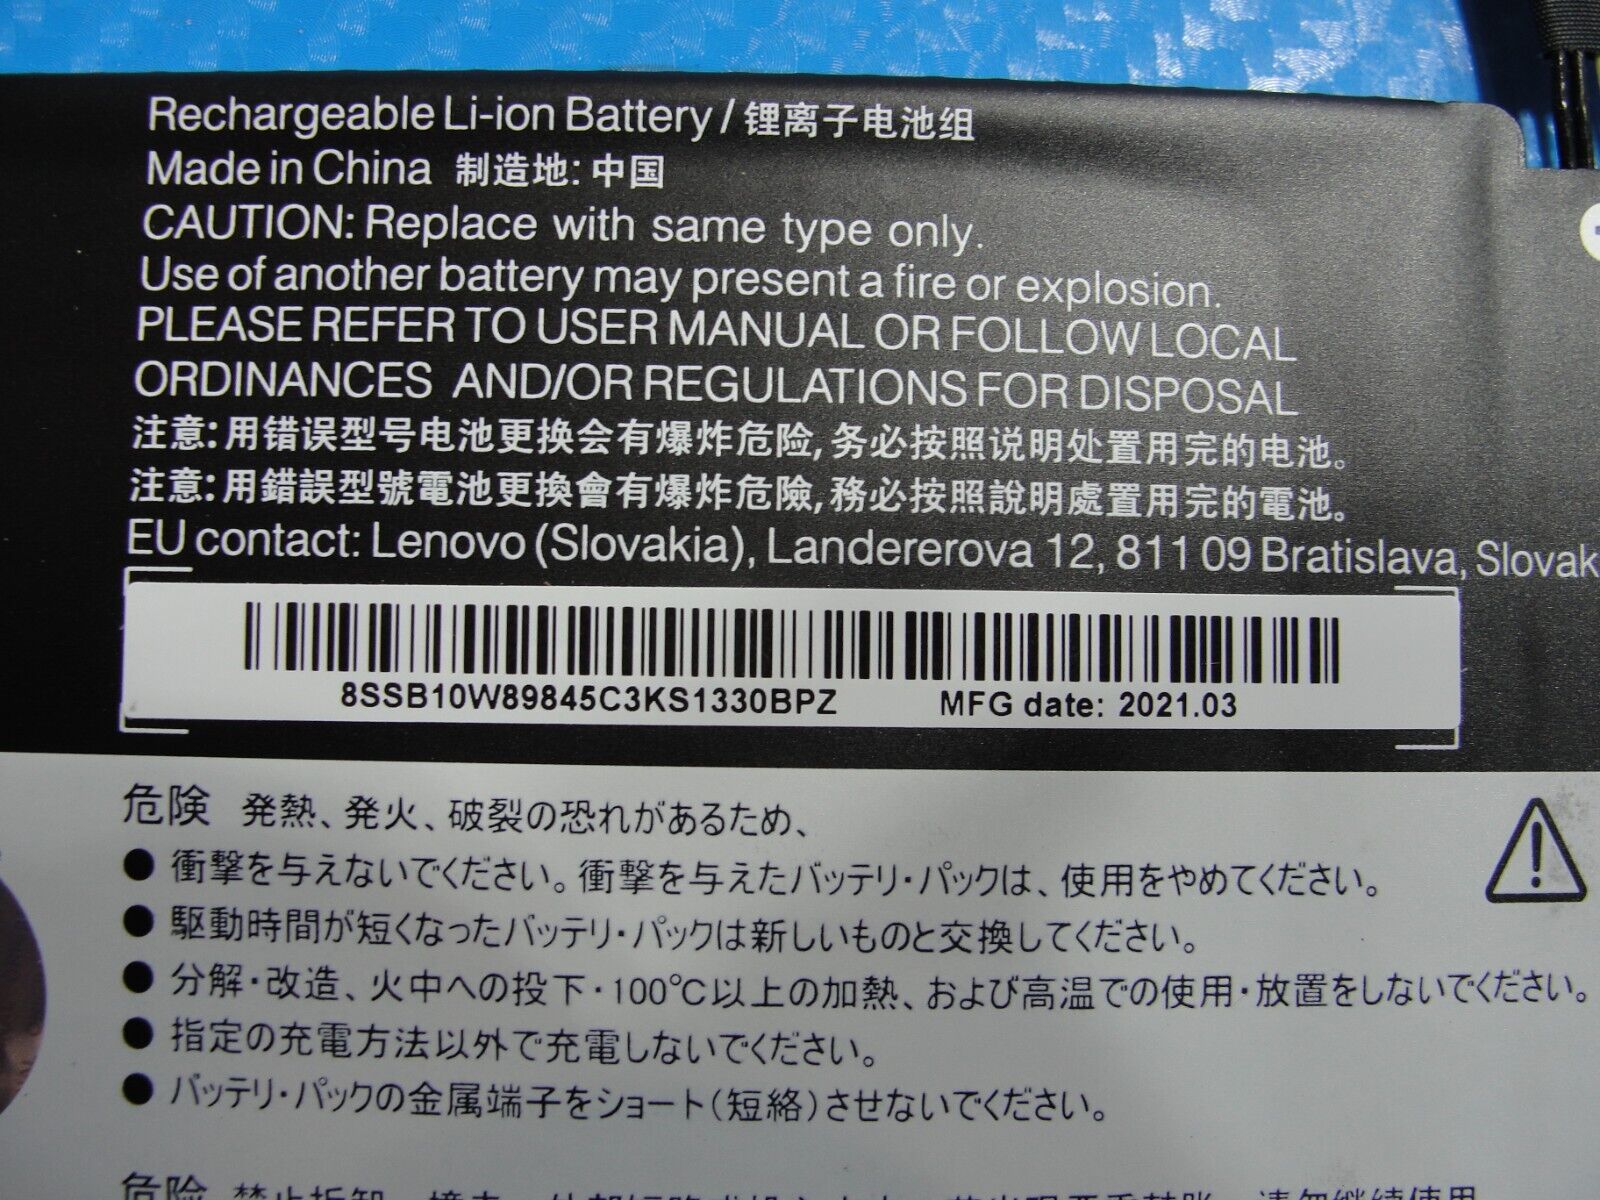 Rechargeable Li-ion Battery / 锂离子电池组
Made in China 制造地: 中国
CAUTION: Replace with same type only.
Use of another battery may present a fire or explosion.
PLEASE REFER TO USER MANUAL OR FOLLOW LOCAL
ORDINANCES AND/OR REGULATIONS FOR DISPOSAL
注意: 用错误型号电池更换会有爆炸危险, 务必按照说明处置用完的电池。
注意: 用錯誤型號電池更換會有爆炸危險, 務必按照說明處置用完的電池。
EU contact: Lenovo (Slovakia), Landererova 12, 811 09 Bratislava, Slovak
8SSB10W89845C3KS1330BPZ MFG date: 2021.03
危険 発熱、発火、破裂の恐れがあるため、
● 衝撃を与えないでください。衝撃を与えたバッテリ・パックは、使用をやめてください。
● 駆動時間が短くなったバッテリ・パックは新しいものと交換してください。
● 分解・改造、火中への投下・100℃以上の加熱、および高温での使用・放置をしないでください。
● 指定の充電方法以外で充電しないでください。
● バッテリ・パックの金属端子をショート(短絡)させないでください。
危险 禁止拆卸